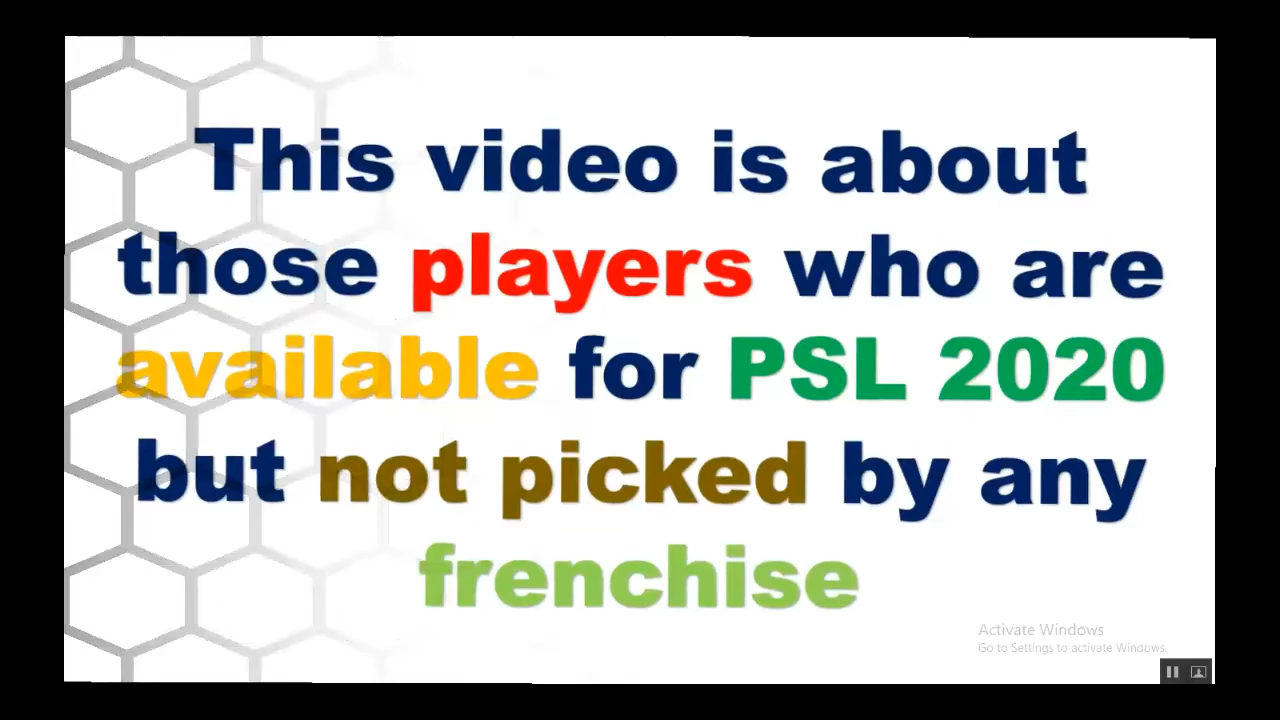 This video is about
those players who are
available for PSL 2020
but not picked by any
frenchise
Activate Windows
Go to Settings to activate Windows.